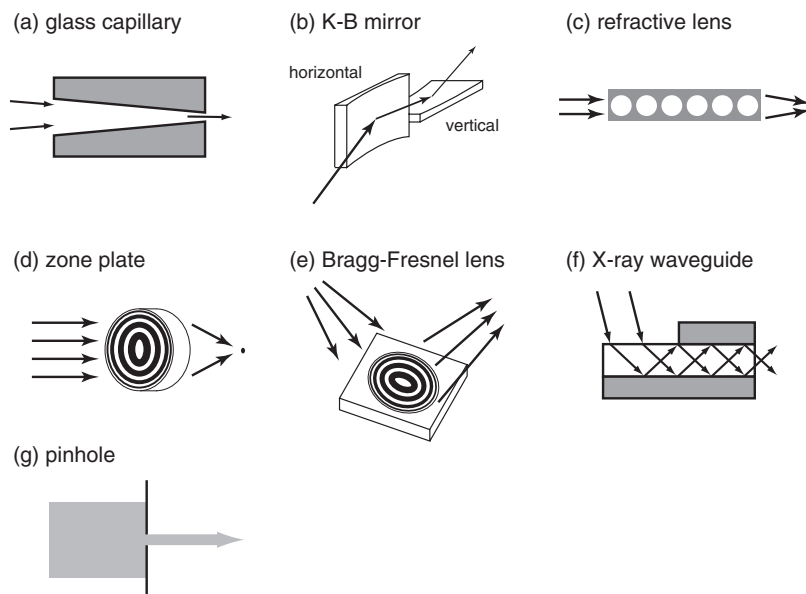 (a) glass capillary
(b) K-B mirror
(c) refractive lens
horizontal
vertical
(d) zone plate
(e) Bragg-Fresnel lens
(f) X-ray waveguide
(g) pinhole